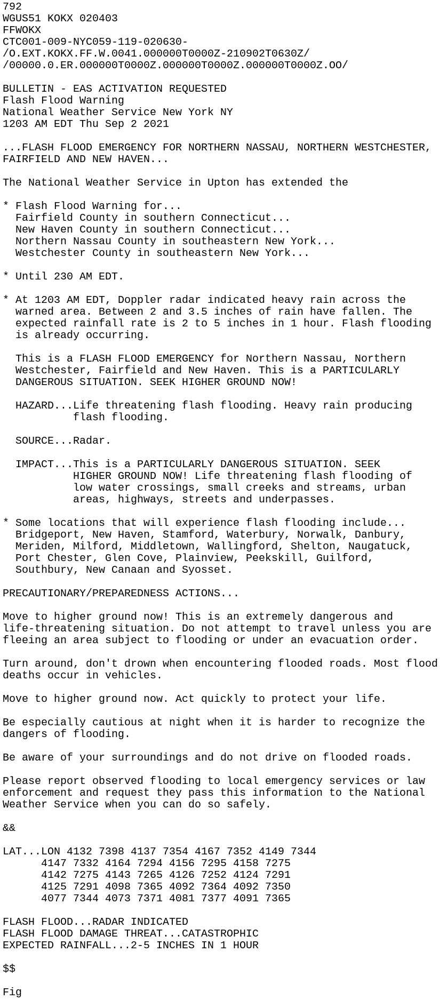 792
WGUS51 KOKX 020403
FFWOKX
CTC001-009-NYC059-119-020630-
/O.EXT.KOKX.FF.W.0041.000000T0000Z-210902T0630Z/
/00000.0.ER.000000T0000Z.000000T0000Z.000000T0000Z.OO/

BULLETIN - EAS ACTIVATION REQUESTED
Flash Flood Warning
National Weather Service New York NY
1203 AM EDT Thu Sep 2 2021

...FLASH FLOOD EMERGENCY FOR NORTHERN NASSAU, NORTHERN WESTCHESTER,
FAIRFIELD AND NEW HAVEN...

The National Weather Service in Upton has extended the

* Flash Flood Warning for...
  Fairfield County in southern Connecticut...
  New Haven County in southern Connecticut...
  Northern Nassau County in southeastern New York...
  Westchester County in southeastern New York...

* Until 230 AM EDT.

* At 1203 AM EDT, Doppler radar indicated heavy rain across the
  warned area. Between 2 and 3.5 inches of rain have fallen. The
  expected rainfall rate is 2 to 5 inches in 1 hour. Flash flooding
  is already occurring.

  This is a FLASH FLOOD EMERGENCY for Northern Nassau, Northern
  Westchester, Fairfield and New Haven. This is a PARTICULARLY
  DANGEROUS SITUATION. SEEK HIGHER GROUND NOW!

  HAZARD...Life threatening flash flooding. Heavy rain producing
           flash flooding.

  SOURCE...Radar.

  IMPACT...This is a PARTICULARLY DANGEROUS SITUATION. SEEK
           HIGHER GROUND NOW! Life threatening flash flooding of
           low water crossings, small creeks and streams, urban
           areas, highways, streets and underpasses.

* Some locations that will experience flash flooding include...
  Bridgeport, New Haven, Stamford, Waterbury, Norwalk, Danbury,
  Meriden, Milford, Middletown, Wallingford, Shelton, Naugatuck,
  Port Chester, Glen Cove, Plainview, Peekskill, Guilford,
  Southbury, New Canaan and Syosset.

PRECAUTIONARY/PREPAREDNESS ACTIONS...

Move to higher ground now! This is an extremely dangerous and
life-threatening situation. Do not attempt to travel unless you are
fleeing an area subject to flooding or under an evacuation order.

Turn around, don't drown when encountering flooded roads. Most flood
deaths occur in vehicles.

Move to higher ground now. Act quickly to protect your life.

Be especially cautious at night when it is harder to recognize the
dangers of flooding.

Be aware of your surroundings and do not drive on flooded roads.

Please report observed flooding to local emergency services or law
enforcement and request they pass this information to the National
Weather Service when you can do so safely.

&&

LAT...LON 4132 7398 4137 7354 4167 7352 4149 7344
      4147 7332 4164 7294 4156 7295 4158 7275
      4142 7275 4143 7265 4126 7252 4124 7291
      4125 7291 4098 7365 4092 7364 4092 7350
      4077 7344 4073 7371 4081 7377 4091 7365

FLASH FLOOD...RADAR INDICATED
FLASH FLOOD DAMAGE THREAT...CATASTROPHIC
EXPECTED RAINFALL...2-5 INCHES IN 1 HOUR

$$

Fig